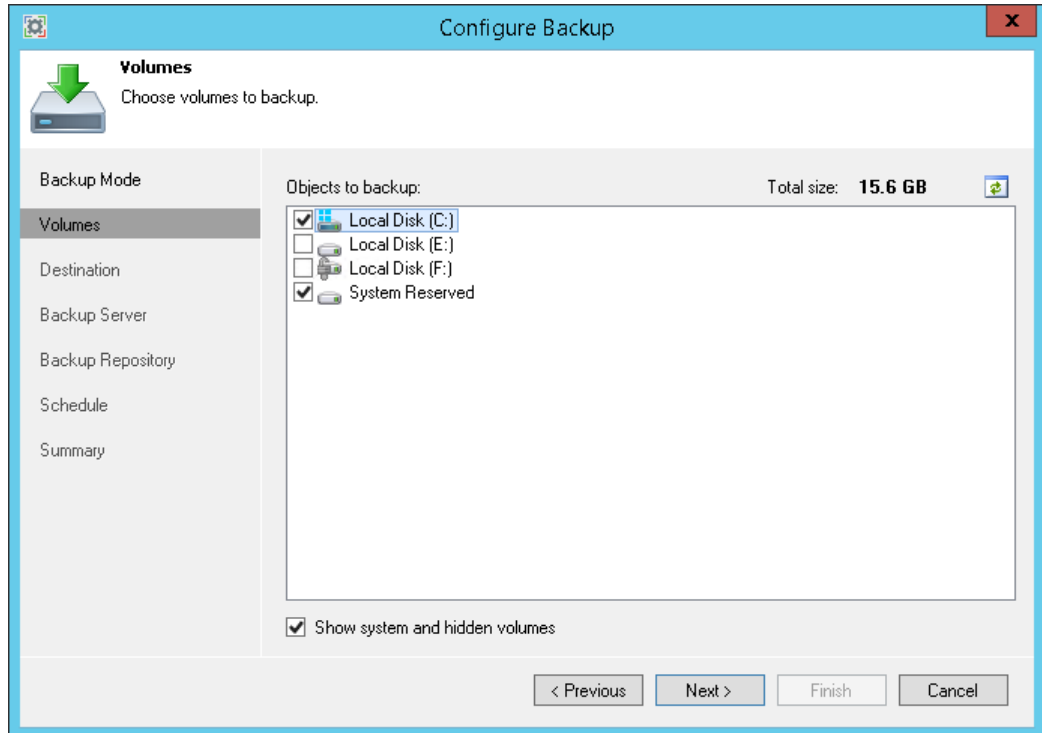 Configure Backup
x
Volumes
Choose volumes to backup.
Backup Mode
Volumes
Destination
Backup Server
Backup Repository
Schedule
Summary
Objects to backup: Total size: 15.6 GB
Local Disk (C:)
Local Disk (E:)
Local Disk (F:)
System Reserved
Show system and hidden volumes
< Previous Next > Finish Cancel